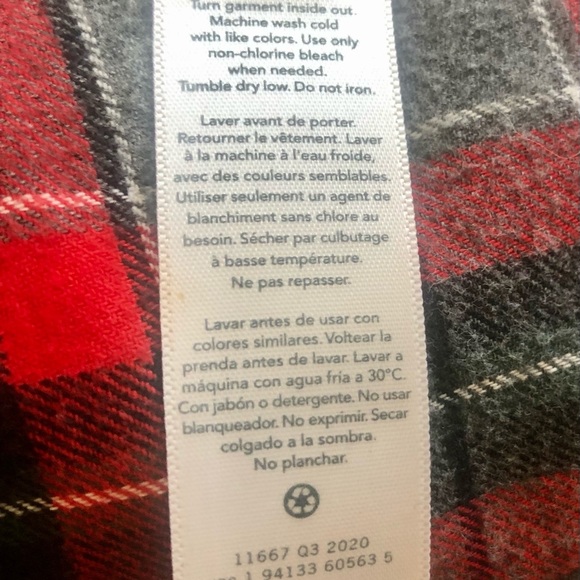 Turn garment inside out.
Machine wash cold
with like colors. Use only
non-chlorine bleach
when needed.
Tumble dry low. Do not iron.
Laver avant de porter.
Retourner le vêtement. Laver
à la machine à l'eau froide,
avec des couleurs semblables.
Utiliser seulement un agent de
blanchiment sans chlore au
besoin. Sécher par culbutage
à basse température.
Ne pas repasser.
Lavar antes de usar con
colores similares. Voltear la
prenda antes de lavar. Lavar a
máquina con agua fría a 30°C.
Con jabón o detergente. No usar
blanqueador. No exprimir. Secar
colgado a la sombra.
No planchar.
11667 Q3 2020
1 94133 60563 5